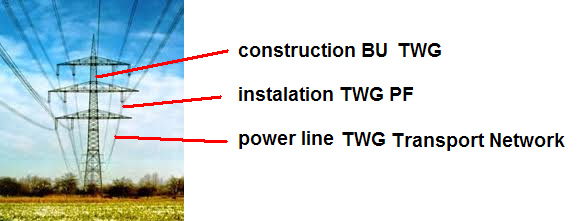 construction BU TWG
instalation TWG PF
power line TWG Transport Network